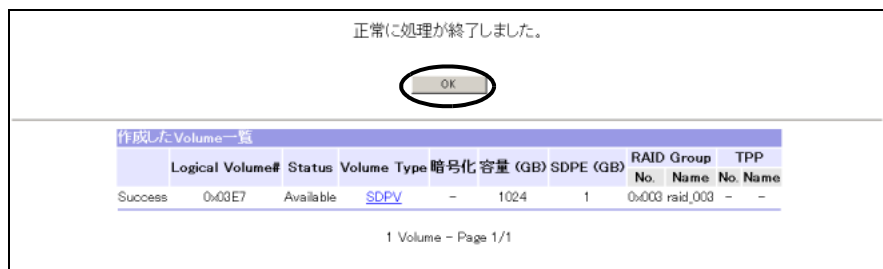 正常に処理が終了しました。
OK
作成したVolume一覧
Logical Volume# Status Volume Type 暗号化 容量 (GB) SDPE (GB) RAID Group TPP
No. Name No. Name
Success 0x03E7 Available SDPV – 1024 1 0x003 raid_003 – –
1 Volume – Page 1/1